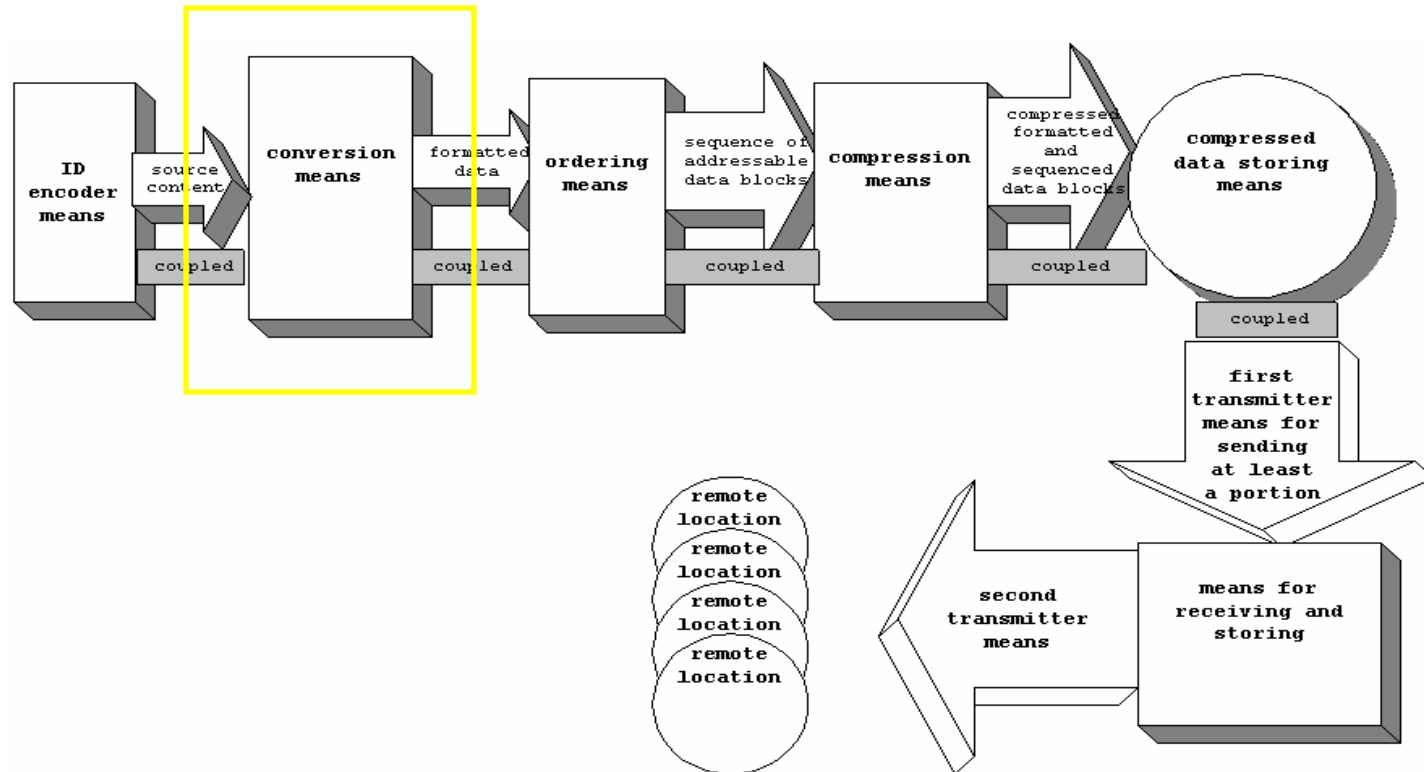 ID
encoder
means
source
content
coupled
conversion
means
formatted
data
coupled
ordering
means
sequence of
addressable
data blocks
coupled
compression
means
compressed
formatted
and
sequenced
data blocks
coupled
compressed
data storing
means
coupled
first
transmitter
means for
sending
at least
a portion
means for
receiving and
storing
second
transmitter
means
remote
location
remote
location
remote
location
remote
location